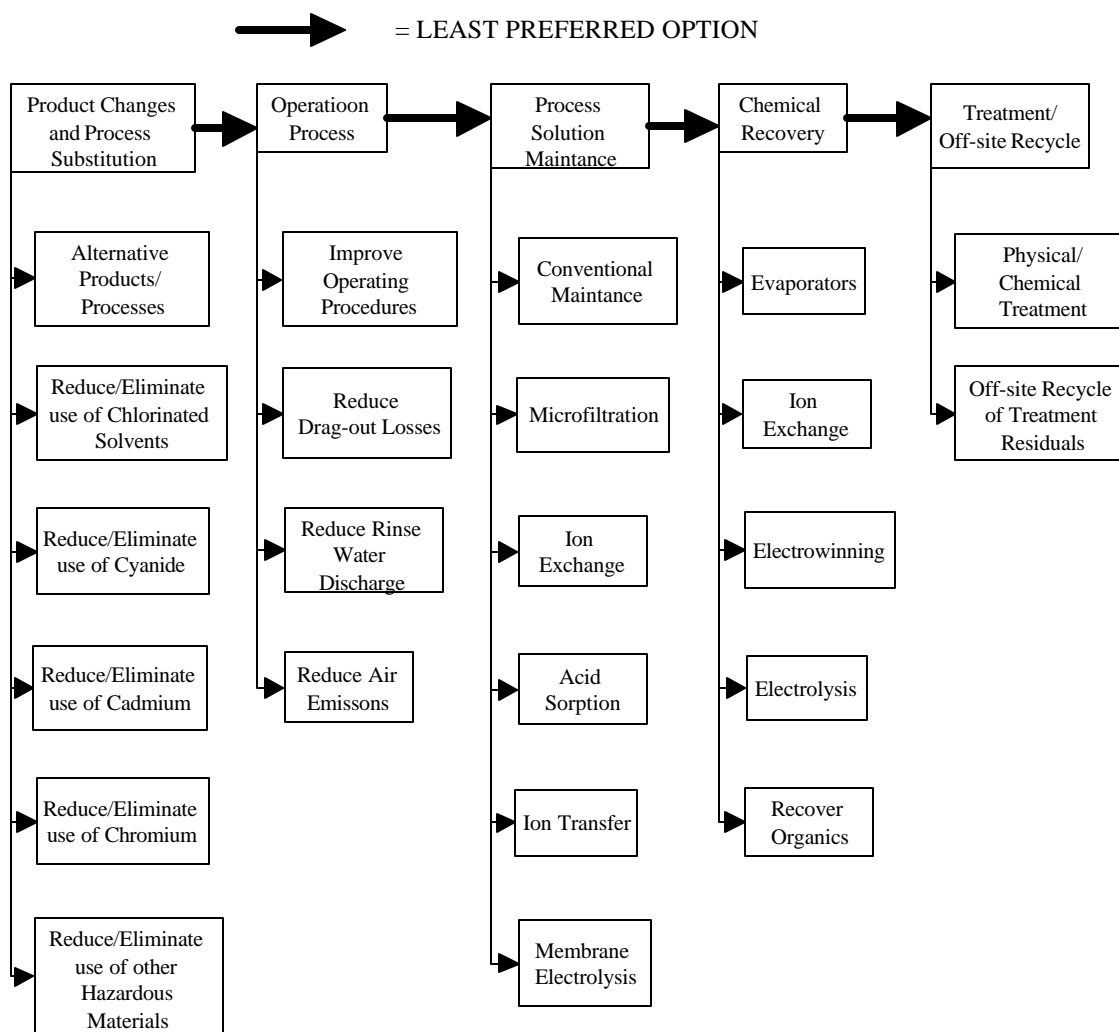 = LEAST PREFERRED OPTION
Product Changes
and Process
Substitution
Operatioon
Process
Process
Solution
Maintance
Chemical
Recovery
Treatment/
Off-site Recycle
Alternative
Products/
Processes
Reduce/Eliminate
use of Chlorinated
Solvents
Reduce/Eliminate
use of Cyanide
Reduce/Eliminate
use of Cadmium
Reduce/Eliminate
use of Chromium
Reduce/Eliminate
use of other
Hazardous
Materials
Improve
Operating
Procedures
Reduce
Drag-out Losses
Reduce Rinse
Water
Discharge
Reduce Air
Emissons
Conventional
Maintance
Microfiltration
Ion
Exchange
Acid
Sorption
Ion Transfer
Membrane
Electrolysis
Evaporators
Ion
Exchange
Electrowinning
Electrolysis
Recover
Organics
Physical/
Chemical
Treatment
Off-site Recycle
of Treatment
Residuals